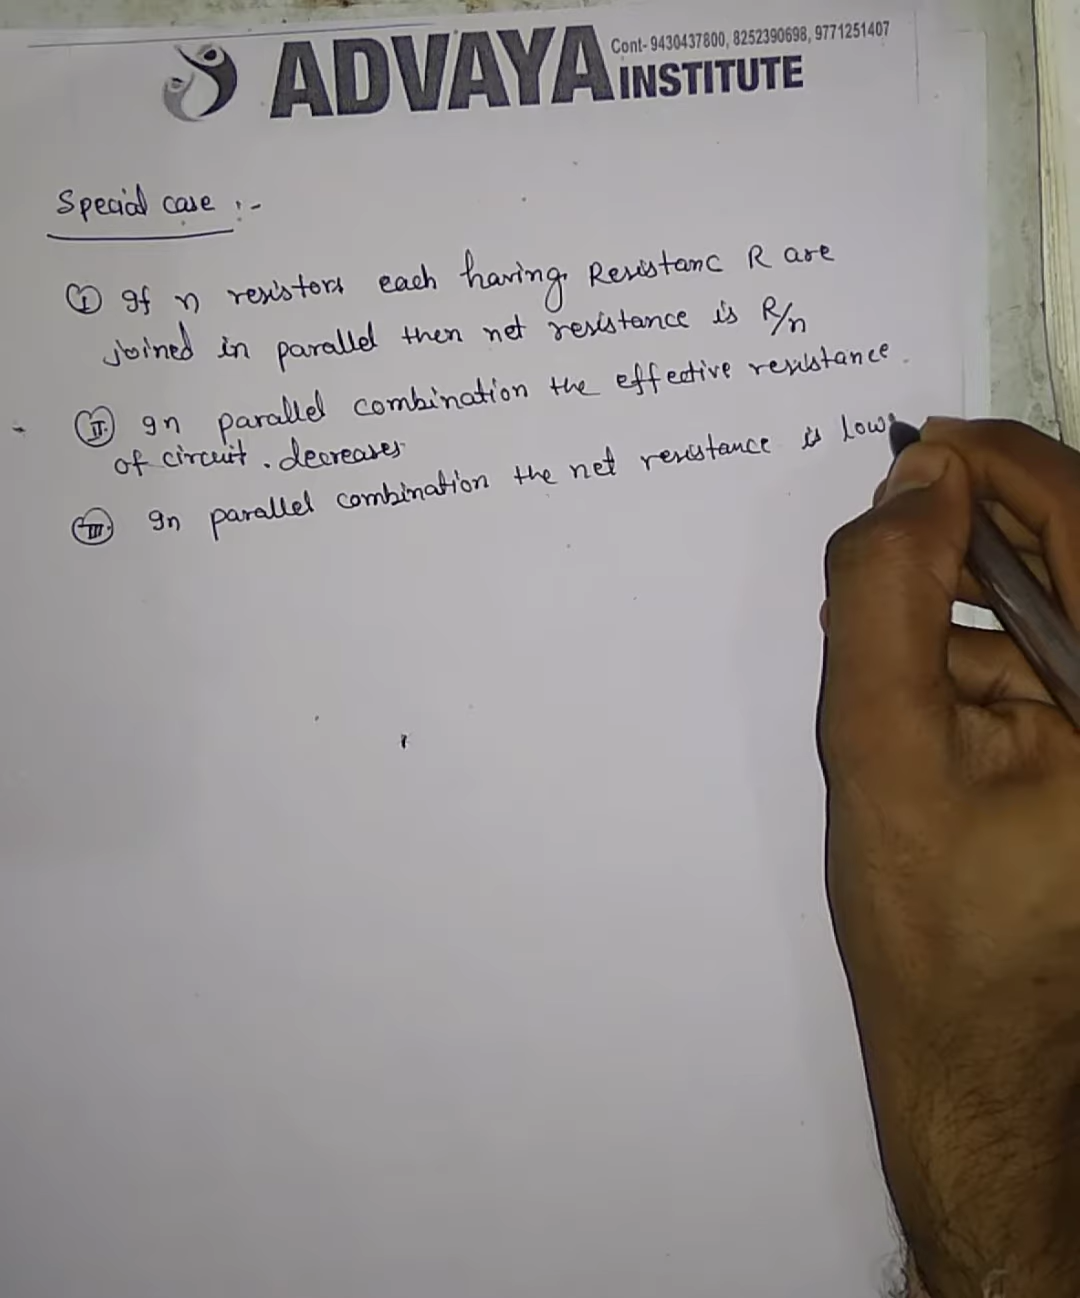 ADVAYA INSTITUTE
Cont- 9430437800, 8252390698, 9771251407
Special case :-
(I) If n resistors each having Resistanc R are
joined in parallel then net resistance is R/n
(II) In parallel combination the effective resistance
of circuit. decreases
(III) In parallel combination the net resistance is low